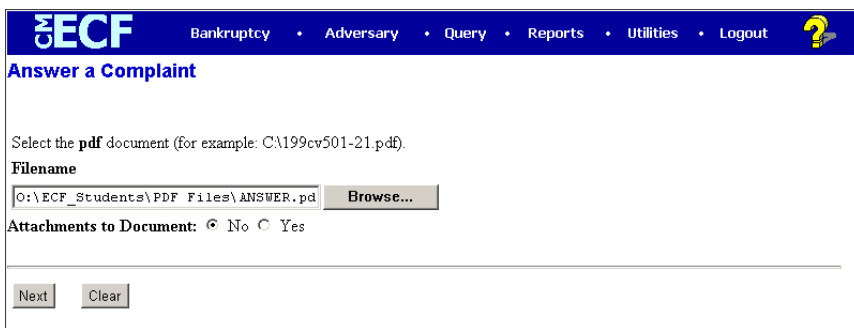 CM ECF Bankruptcy • Adversary • Query • Reports • Utilities • Logout ?
Answer a Complaint
Select the pdf document (for example: C:\199cv501-21.pdf).
Filename
O:\ECF_Students\PDF Files\ANSWER.pd Browse...
Attachments to Document: No Yes
Next Clear